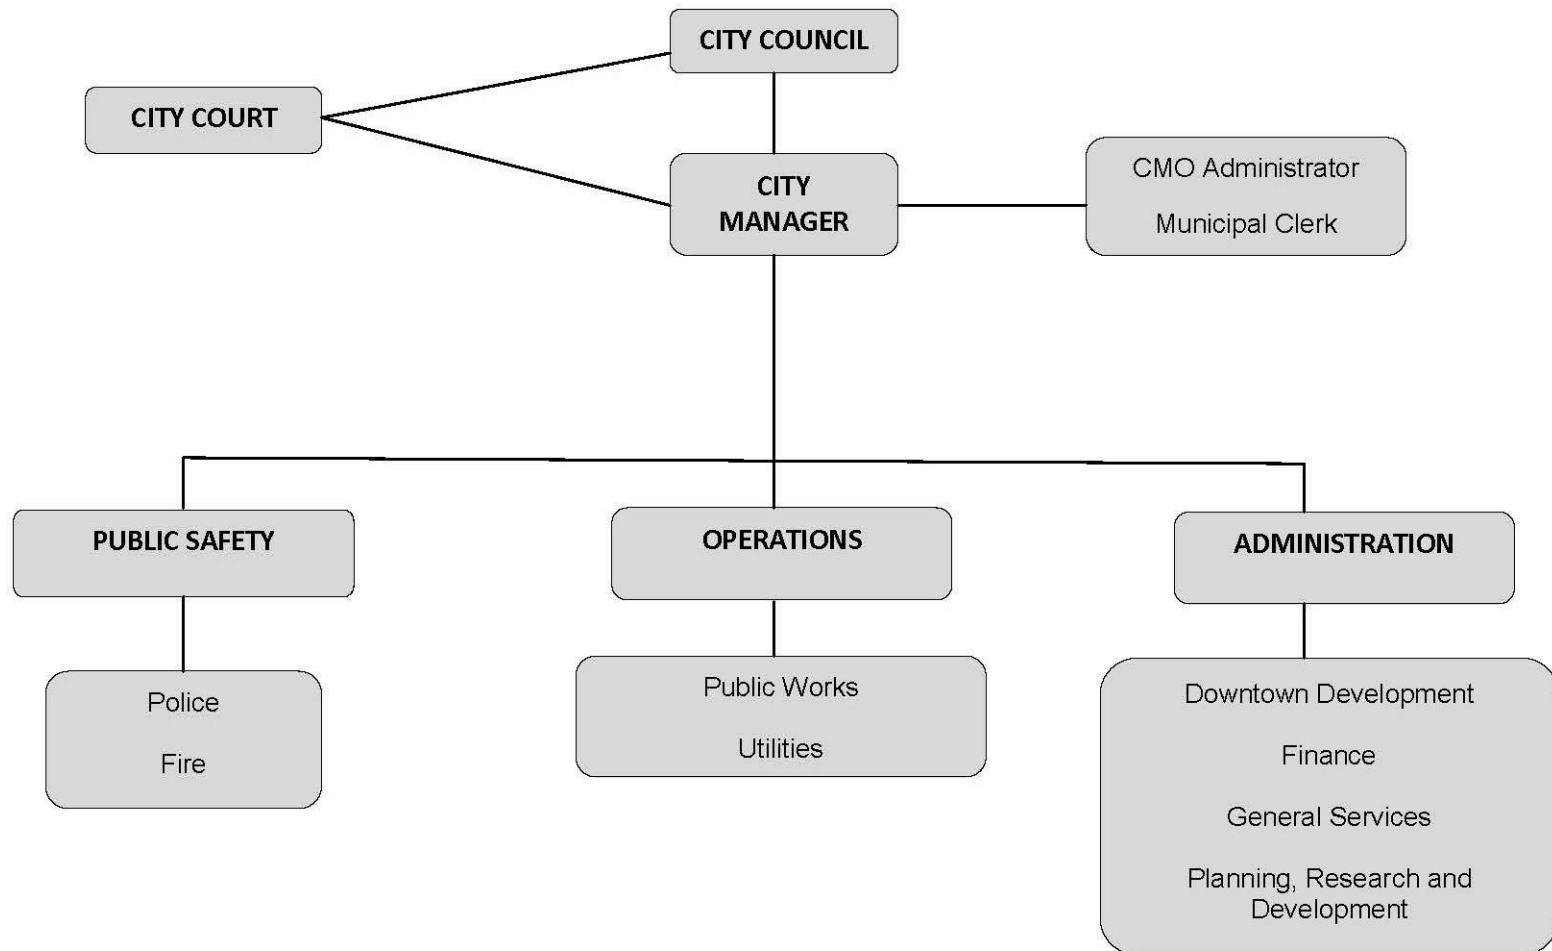 CITY COUNCIL
CITY COURT
CITY
MANAGER
CMO Administrator
Municipal Clerk
PUBLIC SAFETY
OPERATIONS
ADMINISTRATION
Police
Fire
Public Works
Utilities
Downtown Development
Finance
General Services
Planning, Research and
Development